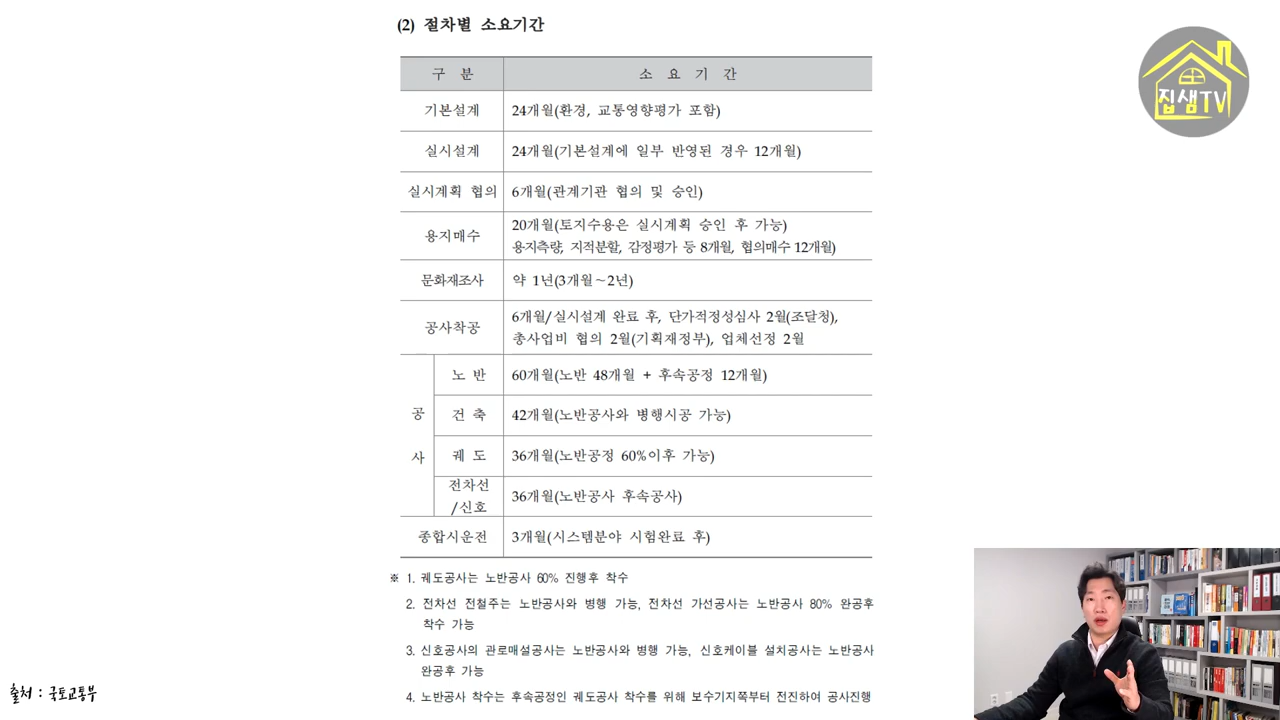 (2) 절차별 소요기간
집샘TV
구 분 소 요 기 간
기본설계 24개월(환경, 교통영향평가 포함)
실시설계 24개월(기본설계에 일부 반영된 경우 12개월)
실시계획 협의 6개월(관계기관 협의 및 승인)
용지매수 20개월(토지수용은 실시계획 승인 후 가능)
용지측량, 지적분할, 감정평가 등 8개월, 협의매수 12개월)
문화재조사 약 1년(3개월~2년)
공사착공 6개월/실시설계 완료 후, 단가적정성심사 2월(조달청),
총사업비 협의 2월(기획재정부), 업체선정 2월
공 사
노 반 60개월(노반 48개월 + 후속공정 12개월)
건 축 42개월(노반공사와 병행시공 가능)
궤 도 36개월(노반공정 60%이후 가능)
전차선
/신호 36개월(노반공사 후속공사)
종합시운전 3개월(시스템분야 시험완료 후)
※ 1. 궤도공사는 노반공사 60% 진행후 착수
2. 전차선 전철주는 노반공사와 병행 가능, 전차선 가선공사는 노반공사 80% 완공후
착수 가능
3. 신호공사의 관로매설공사는 노반공사와 병행 가능, 신호케이블 설치공사는 노반공사
완공후 가능
4. 노반공사 착수는 후속공정인 궤도공사 착수를 위해 보수기지쪽부터 전진하여 공사진행
출처 : 국토교통부